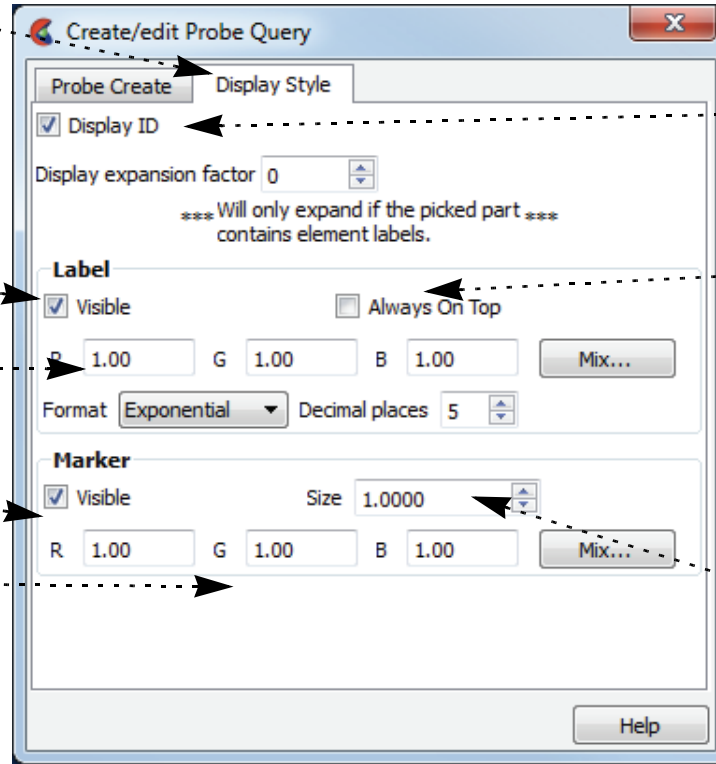 Create/edit Probe Query
Probe Create Display Style
Display ID
Display expansion factor 0
*** Will only expand if the picked part ***
contains element labels.
Label
Visible Always On Top
R 1.00 G 1.00 B 1.00 Mix...
Format Exponential Decimal places 5
Marker
Visible Size 1.0000
R 1.00 G 1.00 B 1.00 Mix...
Help